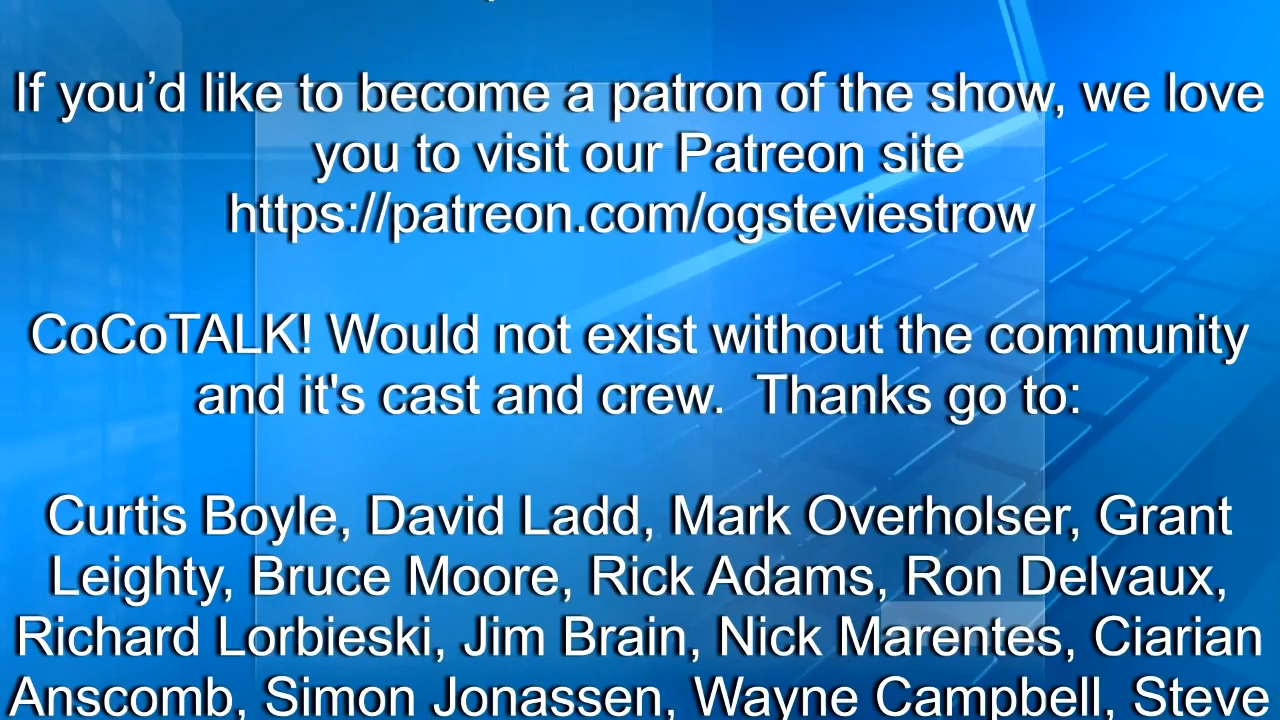 If you’d like to become a patron of the show, we love
you to visit our Patreon site
https://patreon.com/ogsteviestrow
CoCoTALK! Would not exist without the community
and it's cast and crew.  Thanks go to:
Curtis Boyle, David Ladd, Mark Overholser, Grant
Leighty, Bruce Moore, Rick Adams, Ron Delvaux,
Richard Lorbieski, Jim Brain, Nick Marentes, Ciarian
Anscomb, Simon Jonassen, Wayne Campbell, Steve